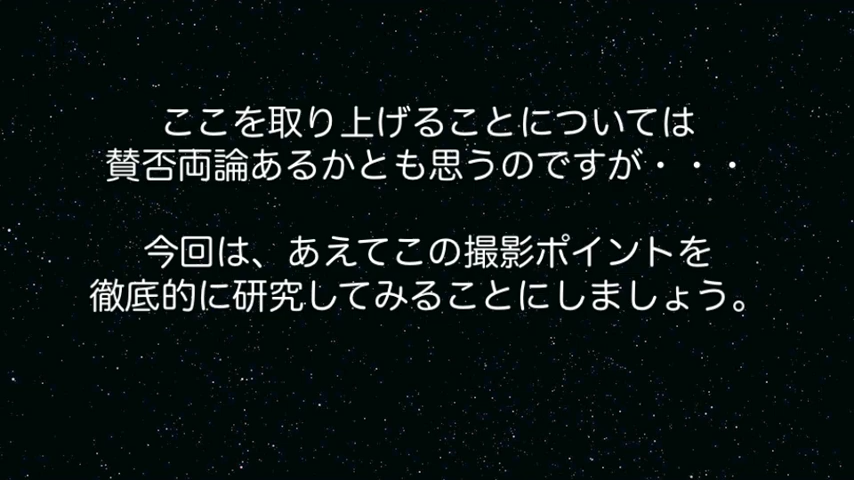 ここを取り上げることについては
賛否両論あるかとも思うのですが・・・
今回は、あえてこの撮影ポイントを
徹底的に研究してみることにしましょう。